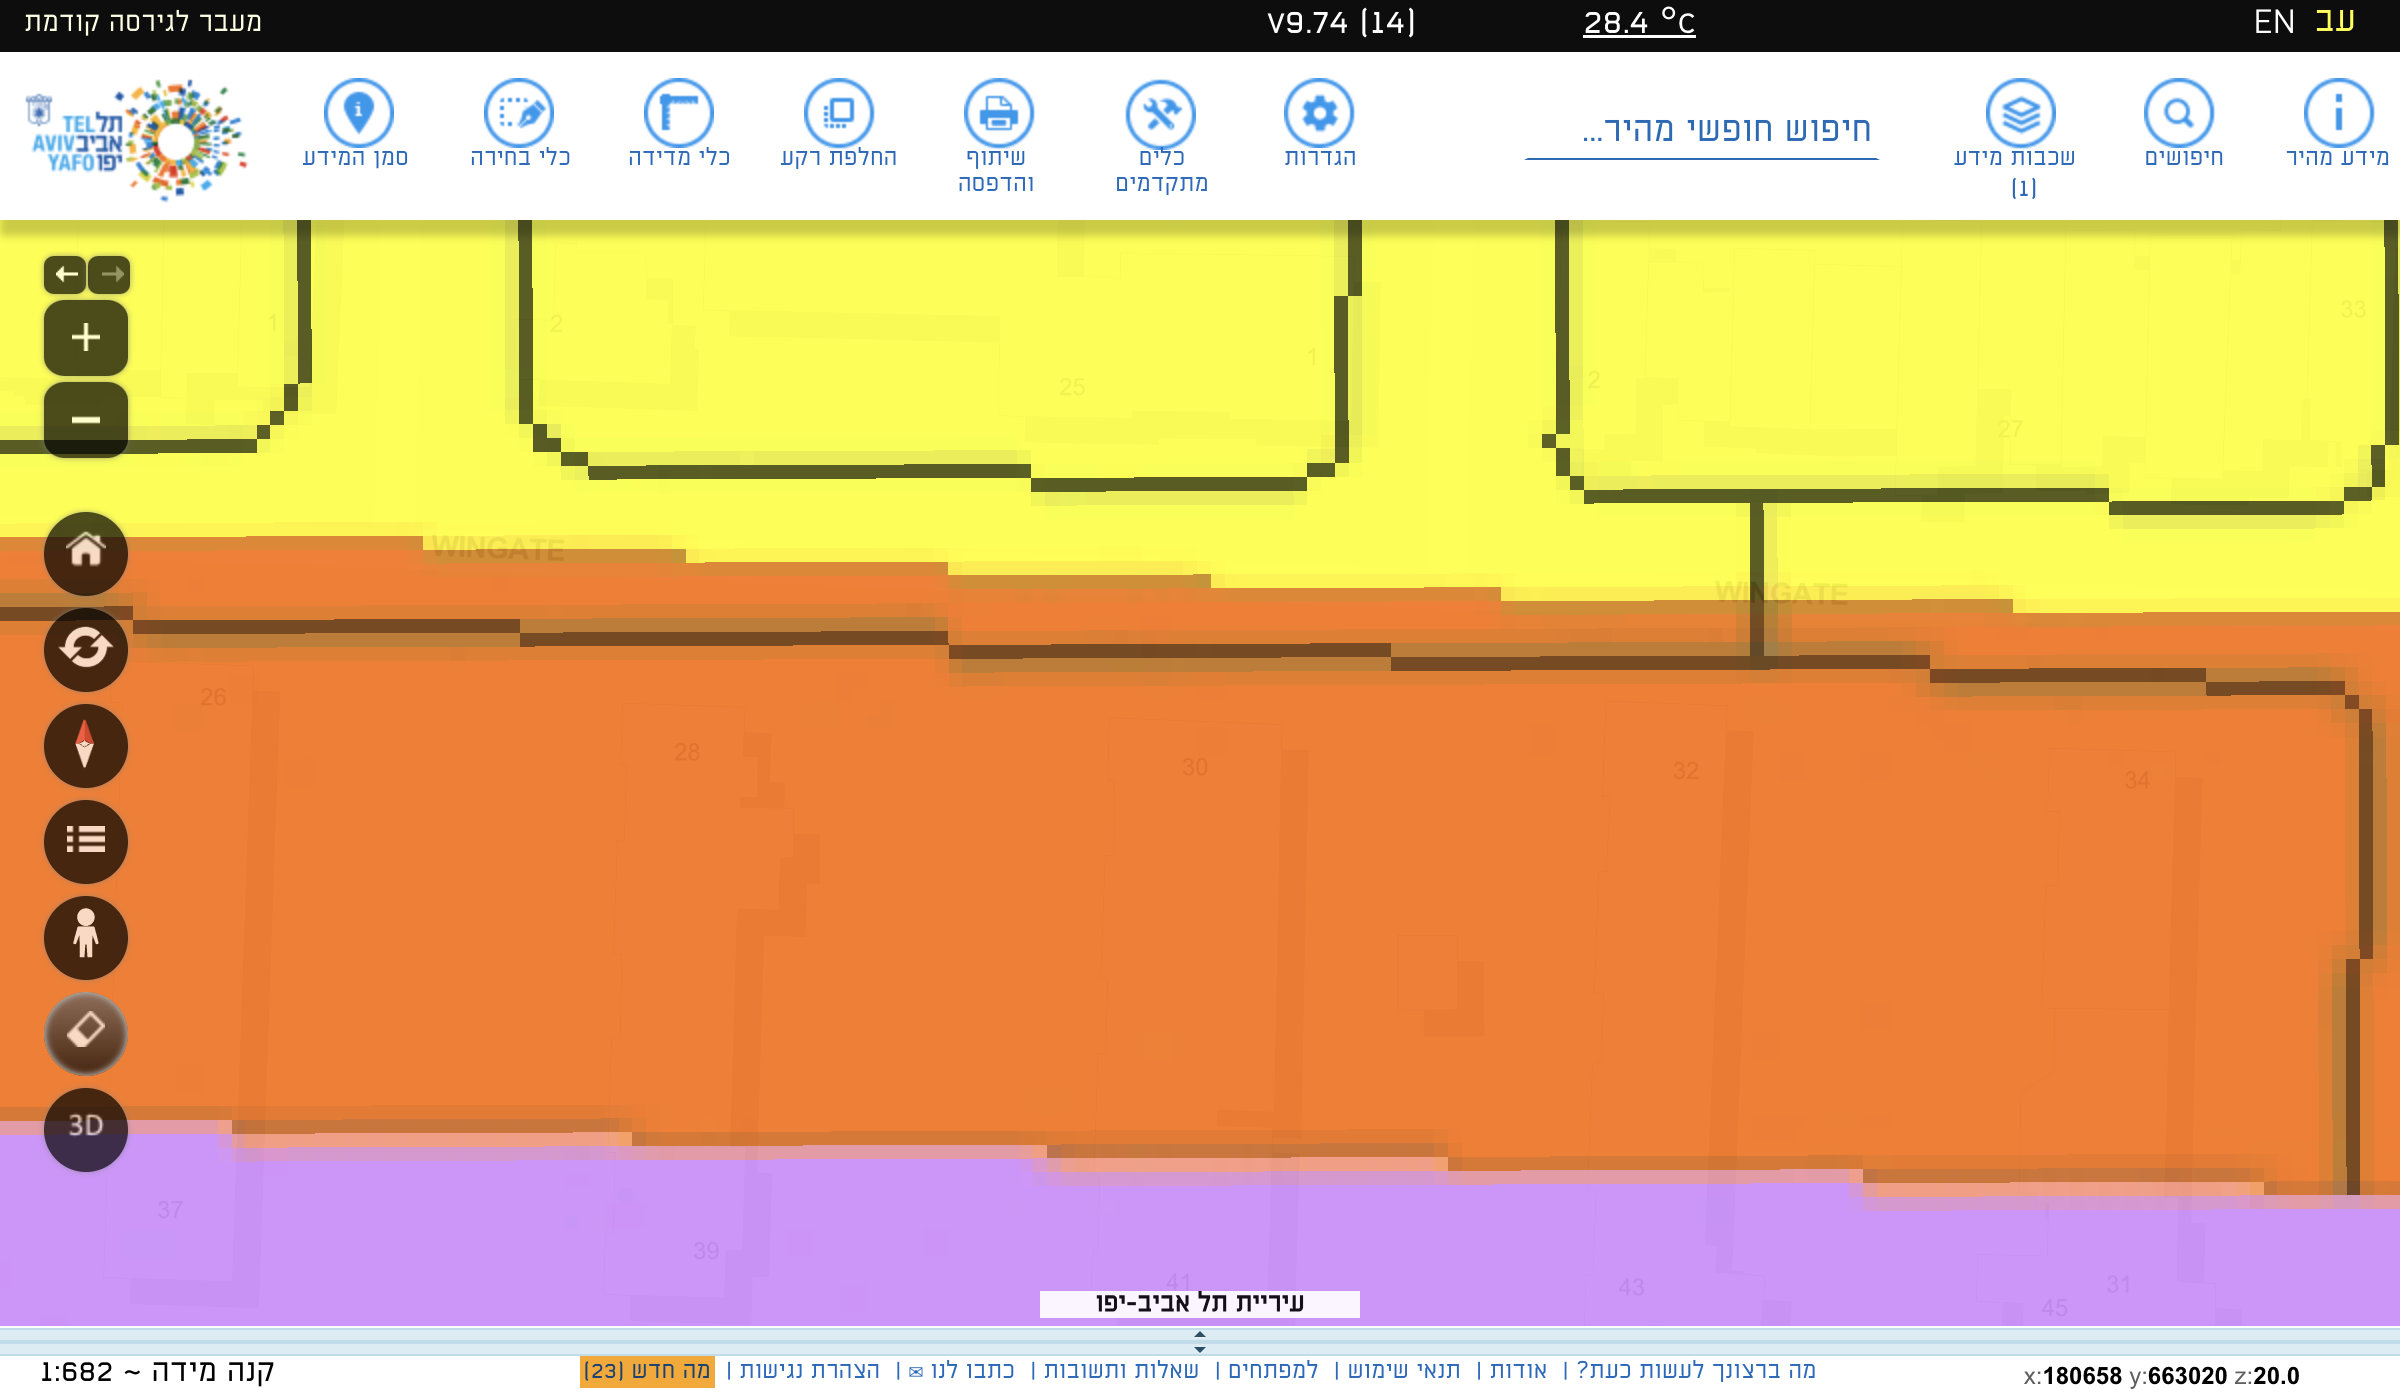 עב EN
28.4 °C
V9.74 (14)
מעבר לגירסה קודמת
מידע מהיר
חיפושים
שכבות מידע
(1)
חיפוש חופשי מהיר...
הגדרות
כלים
מתקדמים
שיתוף
והדפסה
החלפת רקע
כלי מדידה
כלי בחירה
סמן המידע
TEL תל
AVIV אביב
YAFO יפו
1
2
25
1
2
27
33
WINGATE
WINGATE
26
28
30
32
34
3D
37
39
41
43
45
31
עיריית תל אביב-יפו
קנה מידה ~ 1:682
מה ברצונך לעשות כעת? | אודות | תנאי שימוש | למפתחים | שאלות ותשובות | כתבו לנו ✉ | הצהרת נגישות | מה חדש (23)
x:180658 y:663020 z:20.0